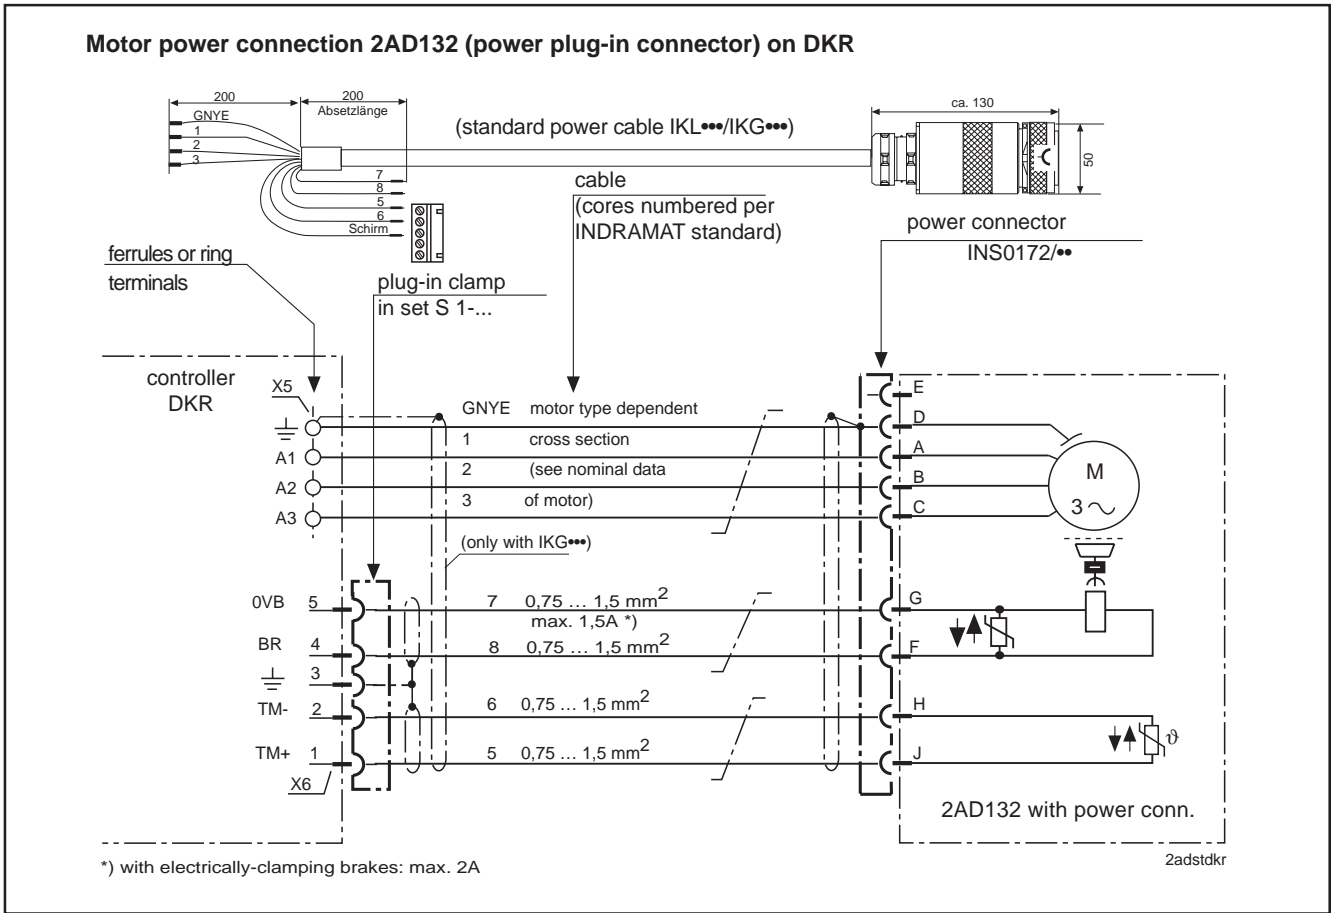 Motor power connection 2AD132 (power plug-in connector) on DKR
200
200
Absetzlänge
GNYE
1
2
3
7
8
5
6
Schirm
(standard power cable IKL•••/IKG•••)
ca. 130
50
cable
(cores numbered per
INDRAMAT standard)
power connector
INS0172/••
ferrules or ring
terminals
plug-in clamp
in set S 1-...
controller
DKR
X5
E
GNYE motor type dependent
D
A1
1 cross section
A
A2
2 (see nominal data
B
A3
3 of motor)
C
M
3
(only with IKG•••)
0VB 5
7 0,75 … 1,5 mm²
max. 1,5A *)
G
BR 4
8 0,75 … 1,5 mm²
F
3
TM- 2
6 0,75 … 1,5 mm²
H
TM+ 1
5 0,75 … 1,5 mm²
J
ϑ
X6
2AD132 with power conn.
*) with electrically-clamping brakes: max. 2A
2adstdkr